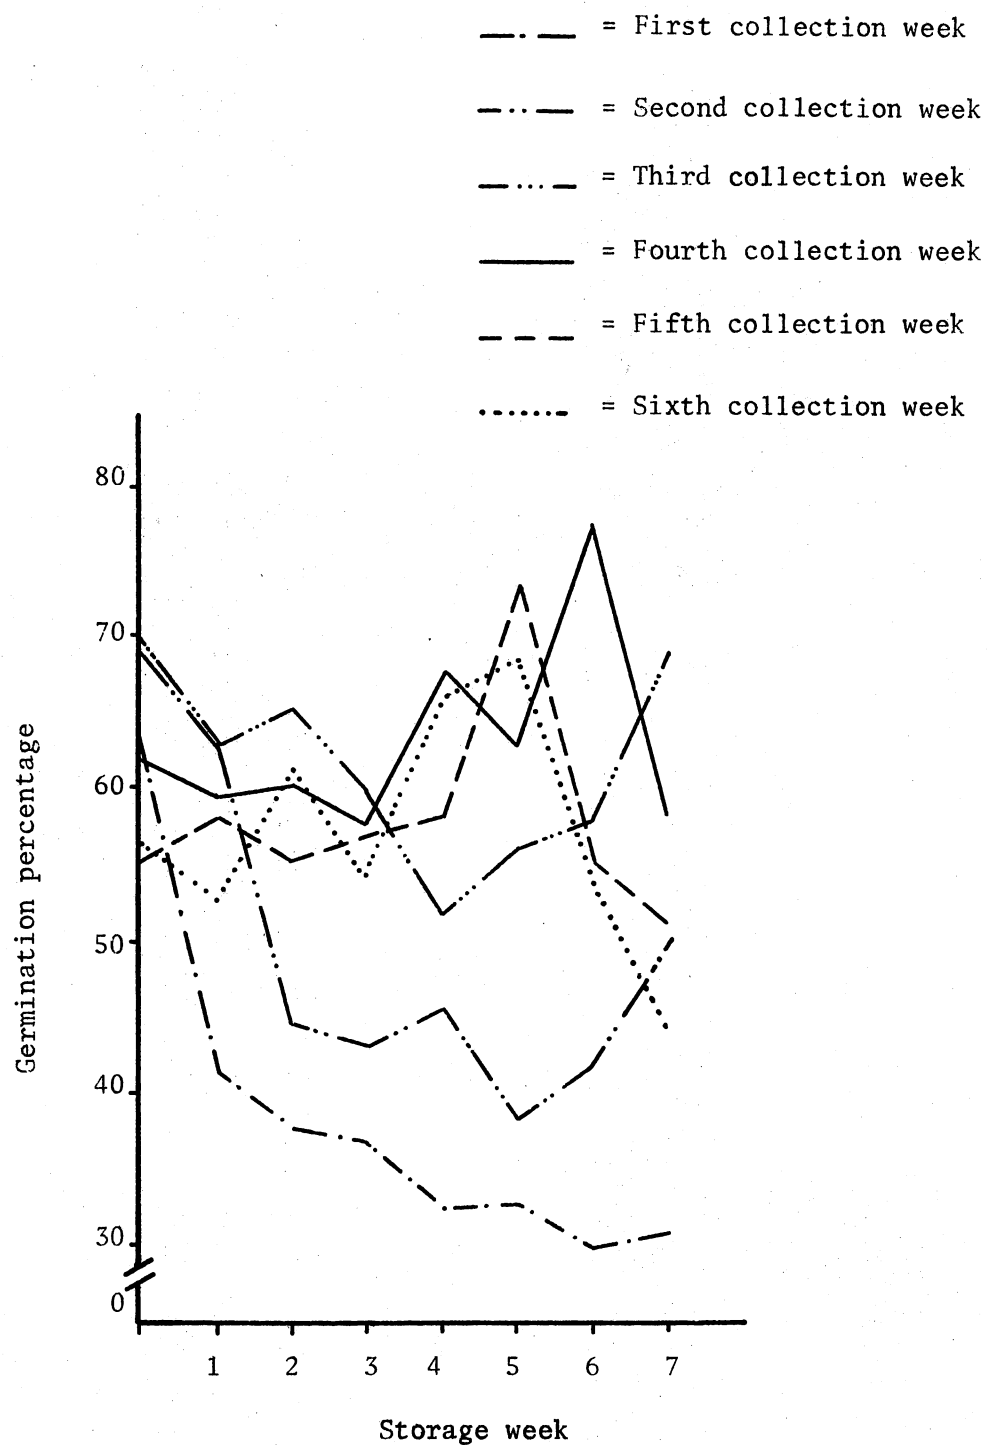 = First collection week
= Second collection week
= Third collection week
= Fourth collection week
= Fifth collection week
= Sixth collection week
80
70
60
50
40
30
0
Germination percentage
1 2 3 4 5 6 7
Storage week